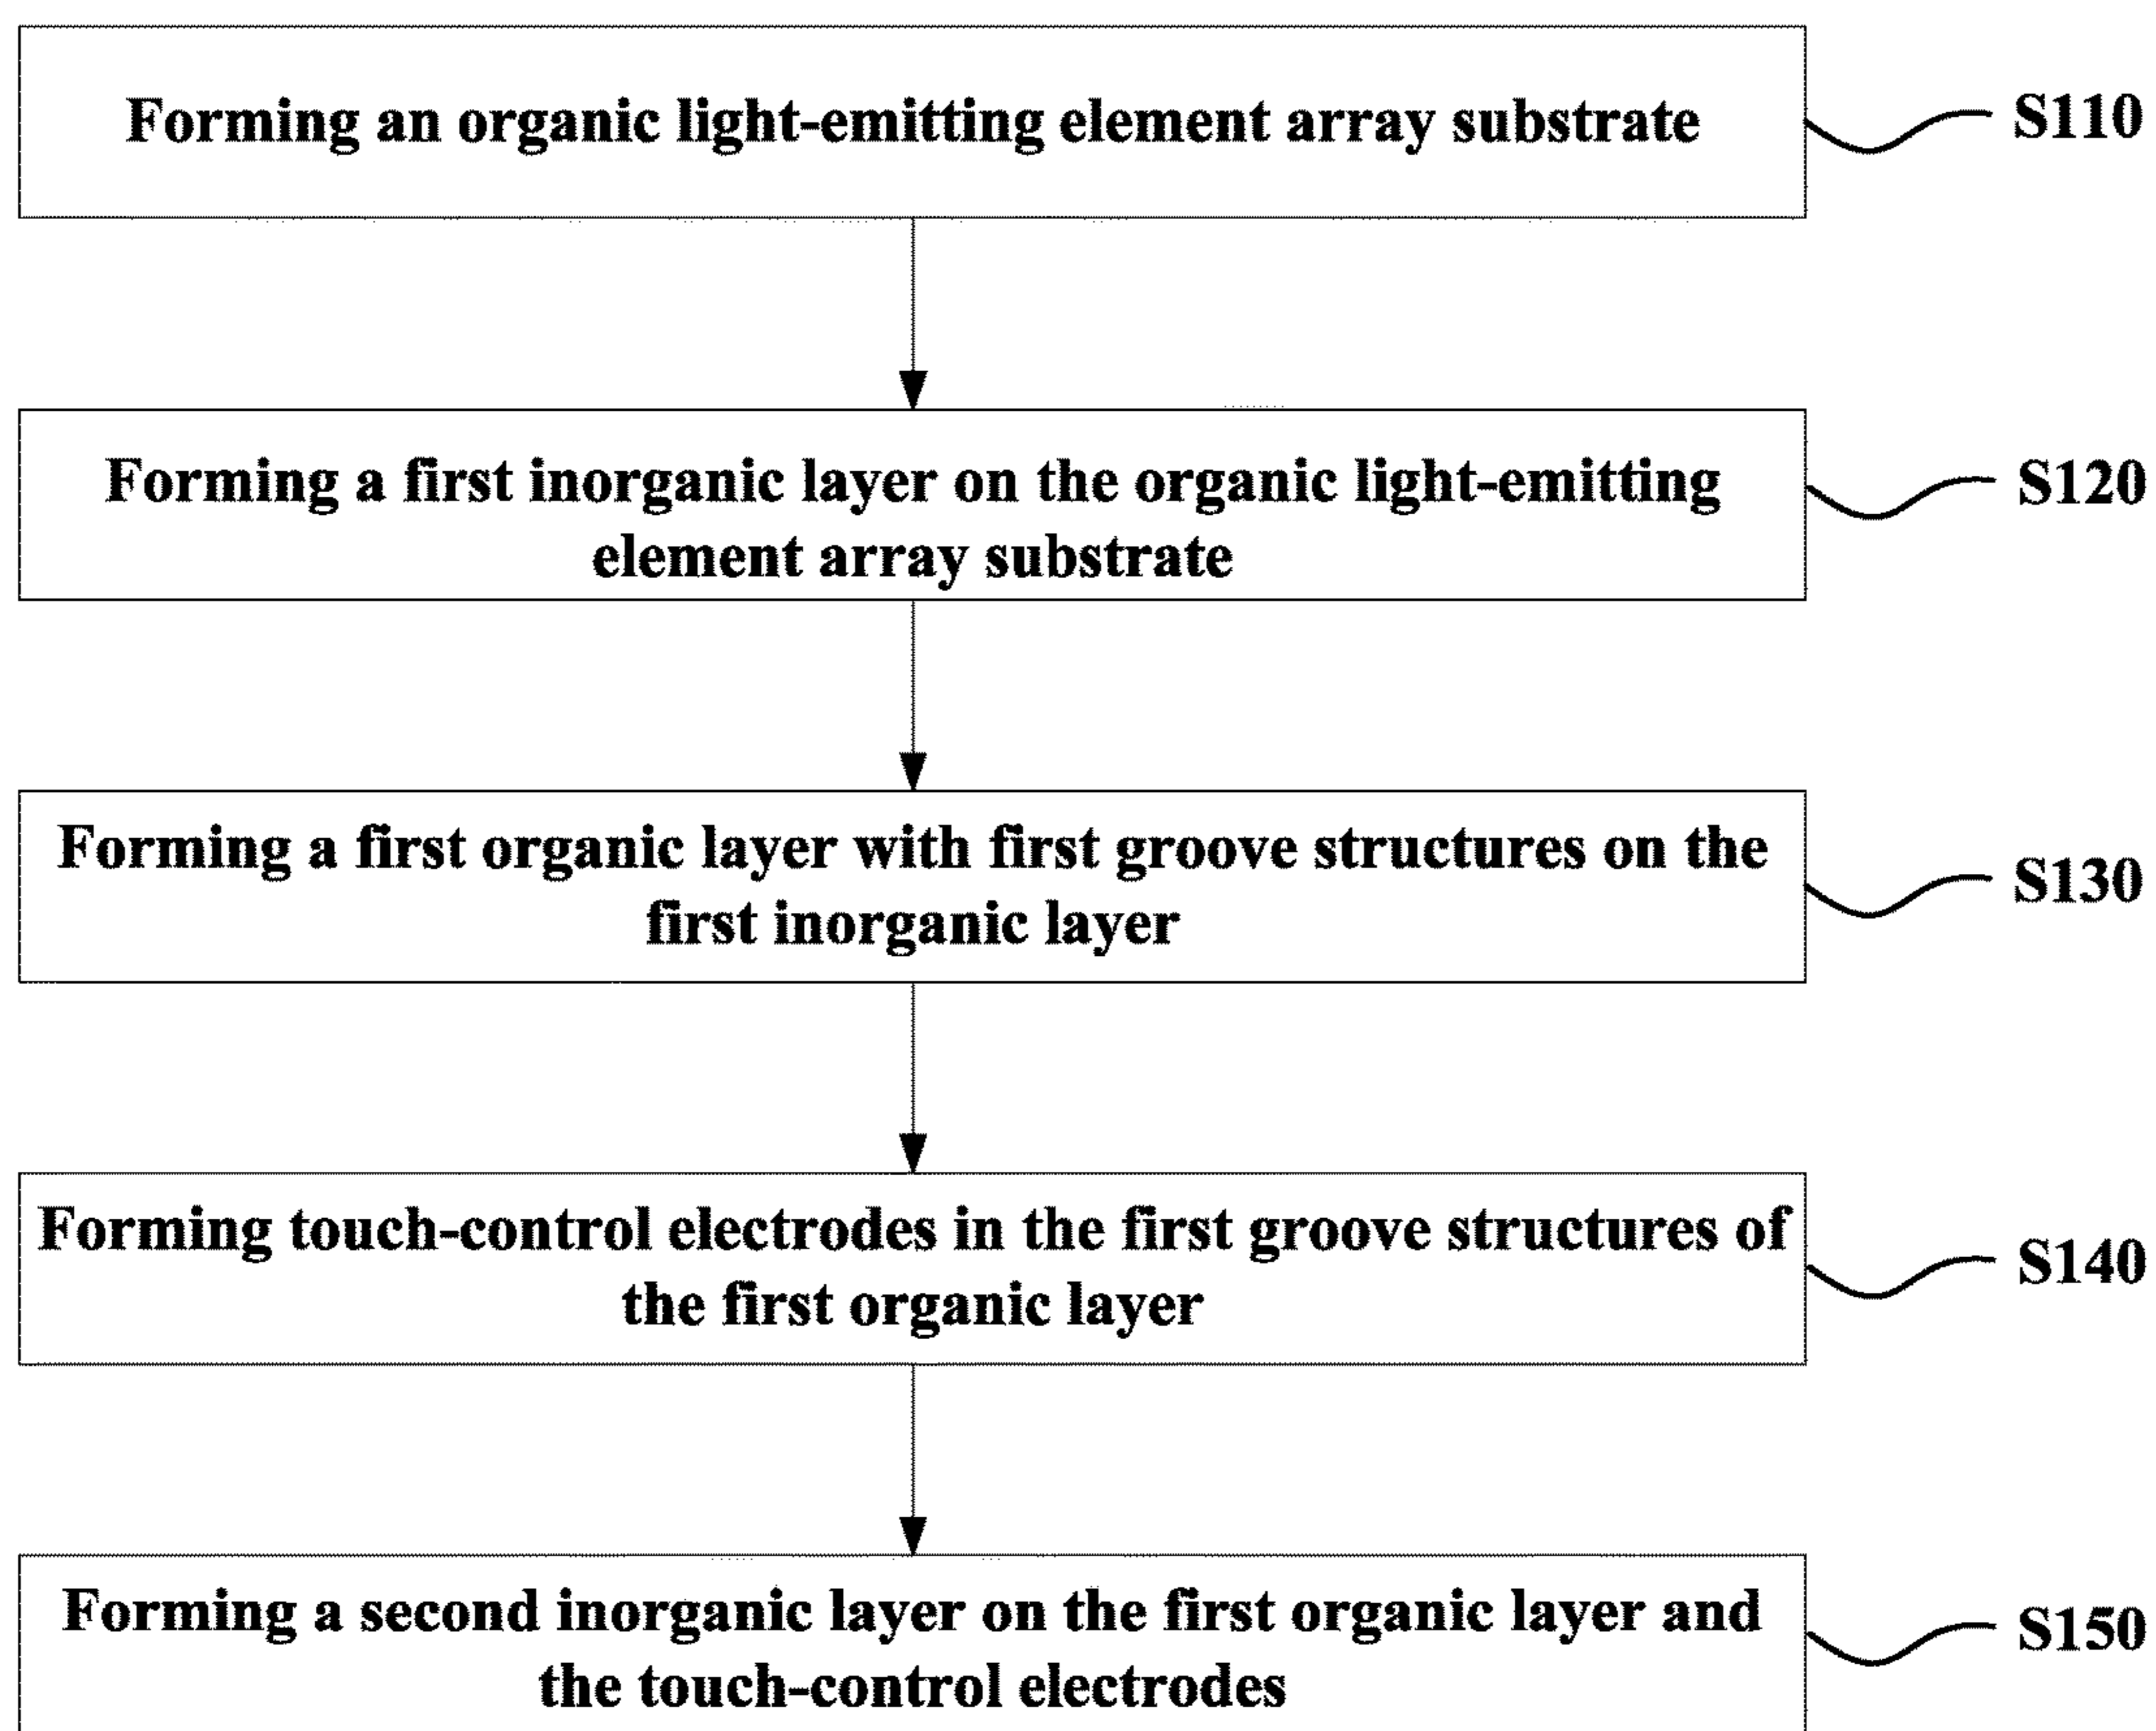 Forming an organic light-emitting element array substrate
S110
Forming a first inorganic layer on the organic light-emitting
element array substrate
S120
Forming a first organic layer with first groove structures on the
first inorganic layer
S130
Forming touch-control electrodes in the first groove structures of
the first organic layer
S140
Forming a second inorganic layer on the first organic layer and
the touch-control electrodes
S150